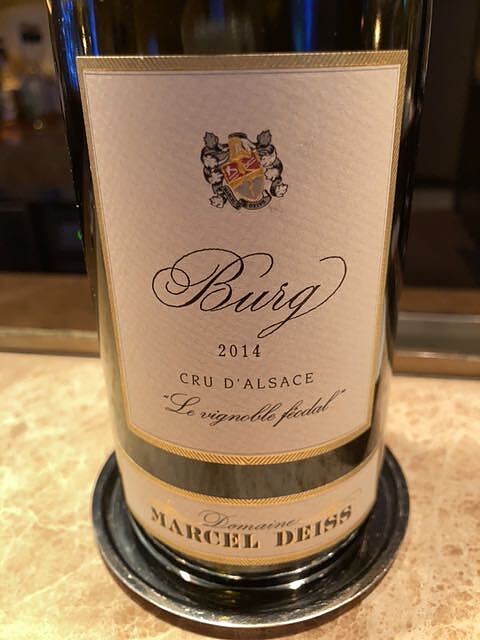 Burg
2014
CRU D'ALSACE
"Le vignoble féodal"
Domaine
MARCEL DEISS